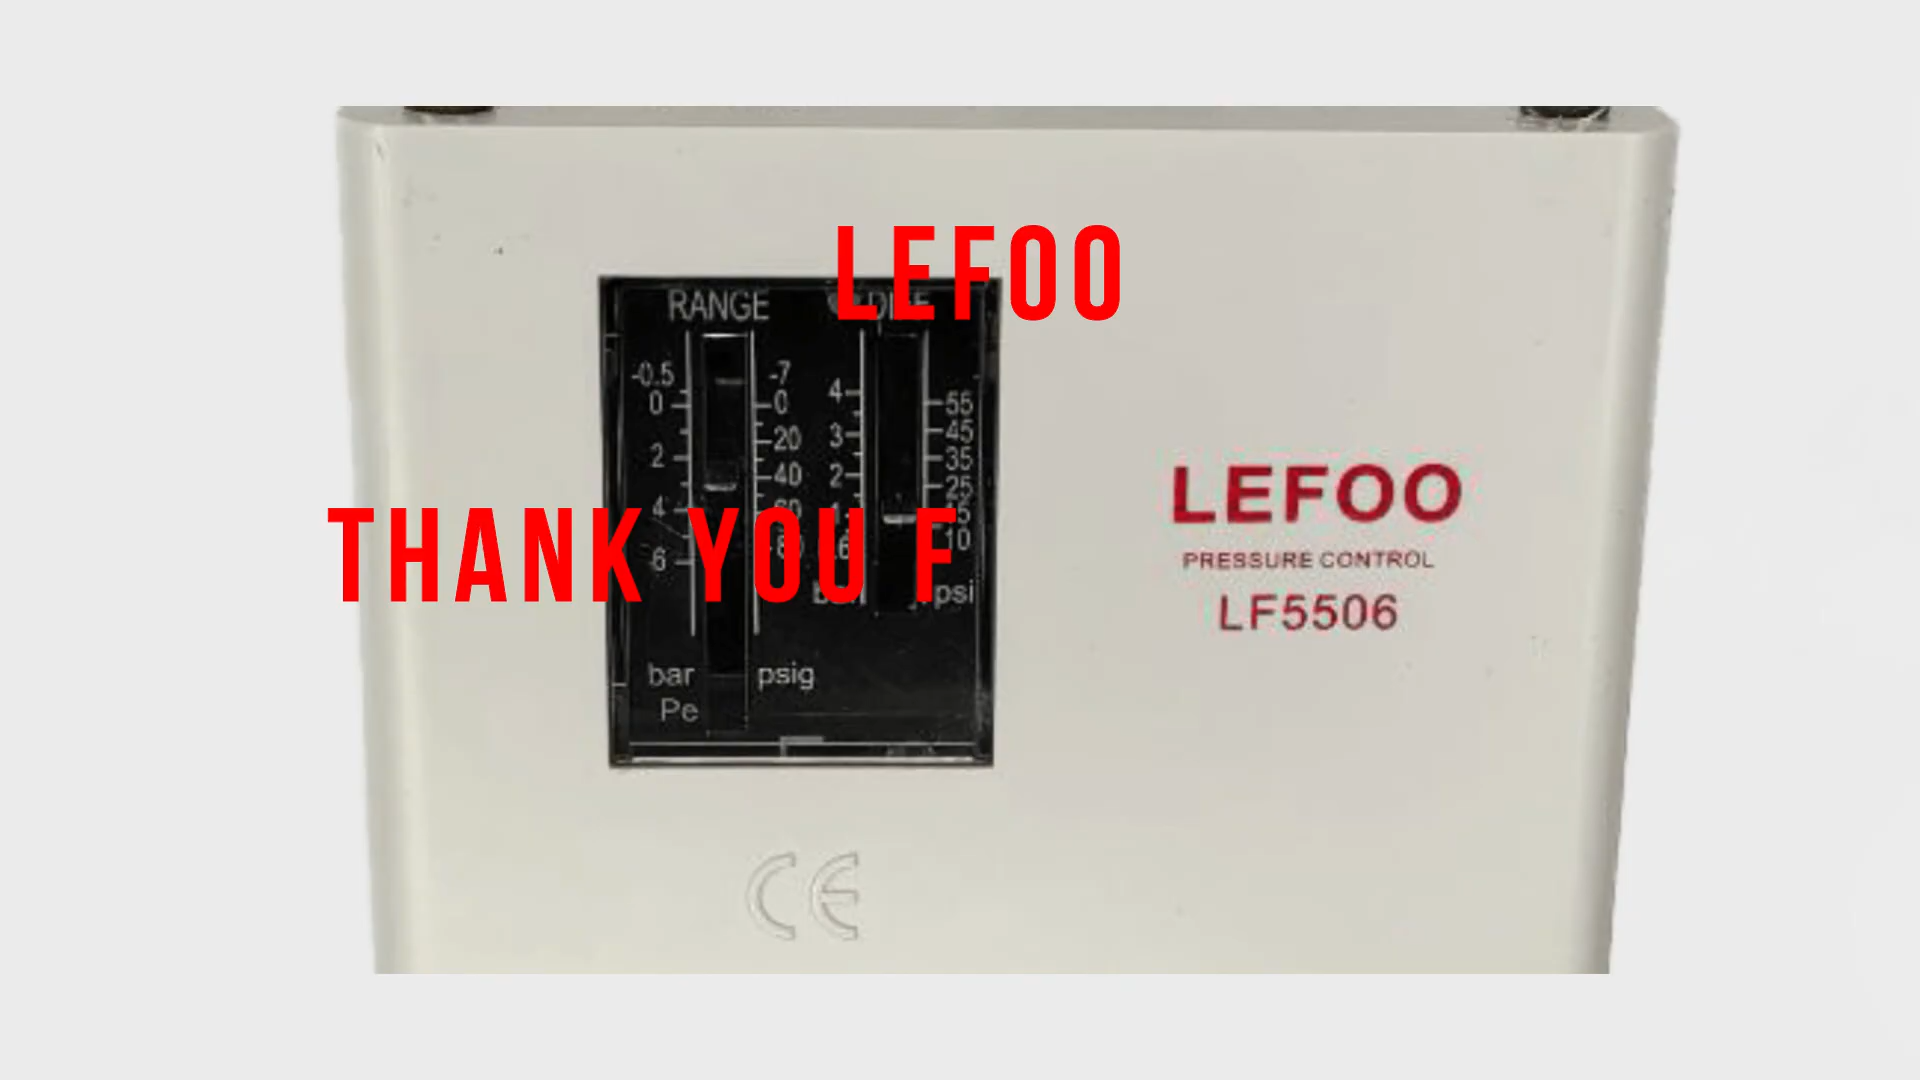 LEFOO
RANGE
-0.5 -7
0 0
20
2 40
4
6
bar psig
Pe
4 55
3 45
35
2 25
10
psi
THANK YOU F
LEFOO
PRESSURE CONTROL
LF5506
CE